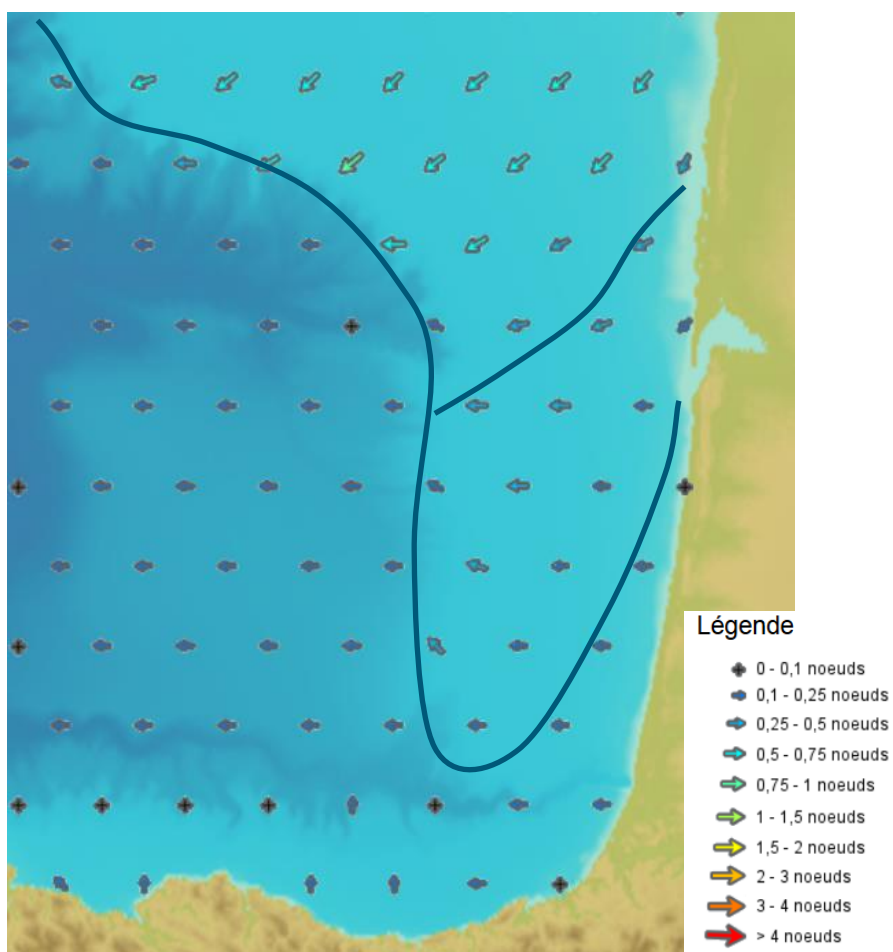 Légende
0 - 0,1 noeuds
0,1 - 0,25 noeuds
0,25 - 0,5 noeuds
0,5 - 0,75 noeuds
0,75 - 1 noeuds
1 - 1,5 noeuds
1,5 - 2 noeuds
2 - 3 noeuds
3 - 4 noeuds
> 4 noeuds